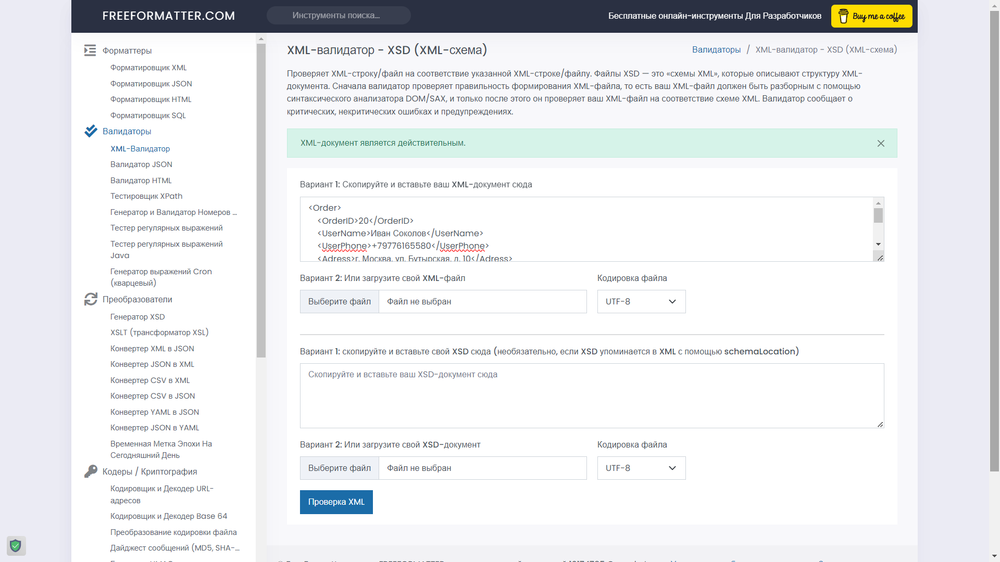 FREEFORMATTER.COM
Инструменты поиска...
Бесплатные онлайн-инструменты Для Разработчиков
Buy me a coffee
Форматтеры
Форматировщик XML
Форматировщик JSON
Форматировщик HTML
Форматировщик SQL
Валидаторы
XML-Валидатор
Валидатор JSON
Валидатор HTML
Тестировщик XPath
Генератор и Валидатор Номеров ...
Тестер регулярных выражений
Тестер регулярных выражений
Java
Генератор выражений Cron
(кварцевый)
Преобразователи
Генератор XSD
XSLT (трансформатор XSL)
Конвертер XML в JSON
Конвертер JSON в XML
Конвертер CSV в XML
Конвертер CSV в JSON
Конвертер YAML в JSON
Конвертер JSON в YAML
Временная Метка Эпохи На
Сегодняшний День
Кодеры / Криптография
Кодировщик и Декодер URL-
адресов
Кодировщик и Декодер Base 64
Преобразование кодировки файла
Дайджест сообщений (MD5, SHA-...
XML-валидатор - XSD (XML-схема)
Валидаторы / XML-валидатор - XSD (XML-схема)
Проверяет XML-строку/файл на соответствие указанной XML-строке/файлу. Файлы XSD — это «схемы XML», которые описывают структуру XML-
документа. Сначала валидатор проверяет правильность формирования XML-файла, то есть ваш XML-файл должен быть разборным с помощью
синтаксического анализатора DOM/SAX, и только после этого он проверяет ваш XML-файл на соответствие схеме XML. Валидатор сообщает о
критических, некритических ошибках и предупреждениях.
XML-документ является действительным.
Вариант 1: Скопируйте и вставьте ваш XML-документ сюда
<Order>
<OrderID>20</OrderID>
<UserName>Иван Соколов</UserName>
<UserPhone>+79776165580</UserPhone>
<Adress>г. Москва, ул. Бутырская, д. 10</Adress>
Вариант 2: Или загрузите свой XML-файл
Кодировка файла
Выберите файл Файл не выбран
UTF-8
Вариант 1: скопируйте и вставьте свой XSD сюда (необязательно, если XSD упоминается в XML с помощью schemaLocation)
Скопируйте и вставьте ваш XSD-документ сюда
Вариант 2: Или загрузите свой XSD-документ
Кодировка файла
Выберите файл Файл не выбран
UTF-8
Проверка XML